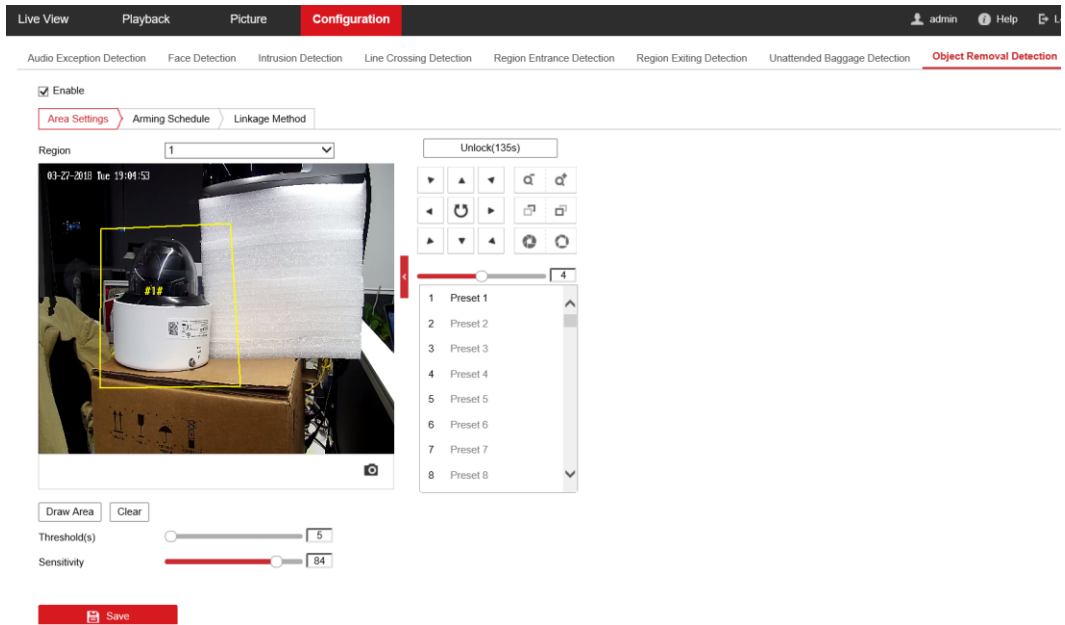 Live View Playback Picture Configuration admin Help
Audio Exception Detection Face Detection Intrusion Detection Line Crossing Detection Region Entrance Detection Region Exiting Detection Unattended Baggage Detection Object Removal Detection
Enable
Area Settings Arming Schedule Linkage Method
Region 1
Unlock(135s)
03-27-2018 Tue 19:04:53
#1#
4
1 Preset 1
2 Preset 2
3 Preset 3
4 Preset 4
5 Preset 5
6 Preset 6
7 Preset 7
8 Preset 8
Draw Area Clear
Threshold(s) 5
Sensitivity 84
Save